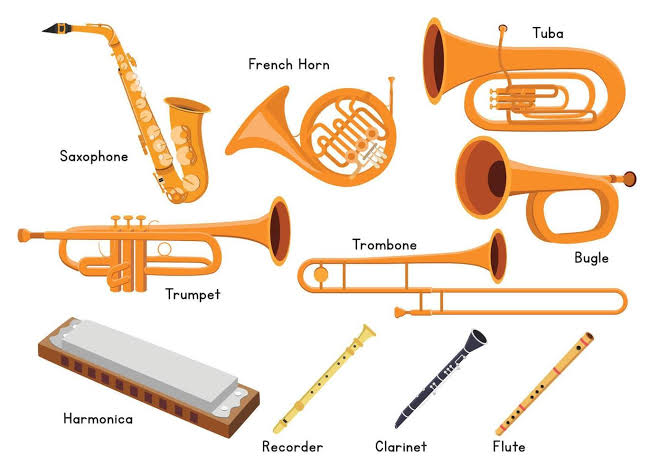 Tuba
French Horn
Saxophone
Trombone
Bugle
Trumpet
Harmonica
Recorder
Clarinet
Flute